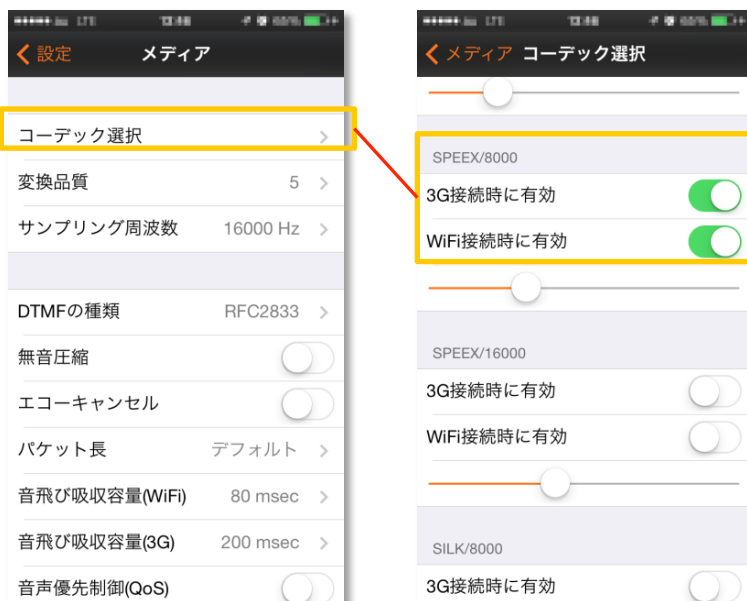 設定
メディア
コーデック選択
変換品質
5
サンプリング周波数
16000 Hz
DTMFの種類
RFC2833
無音圧縮
エコーキャンセル
パケット長
デフォルト
音飛び吸収容量(WiFi)
80 msec
音飛び吸収容量(3G)
200 msec
音声優先制御(QoS)
メディア
コーデック選択
SPEEX/8000
3G接続時に有効
WiFi接続時に有効
SPEEX/16000
3G接続時に有効
WiFi接続時に有効
SILK/8000
3G接続時に有効